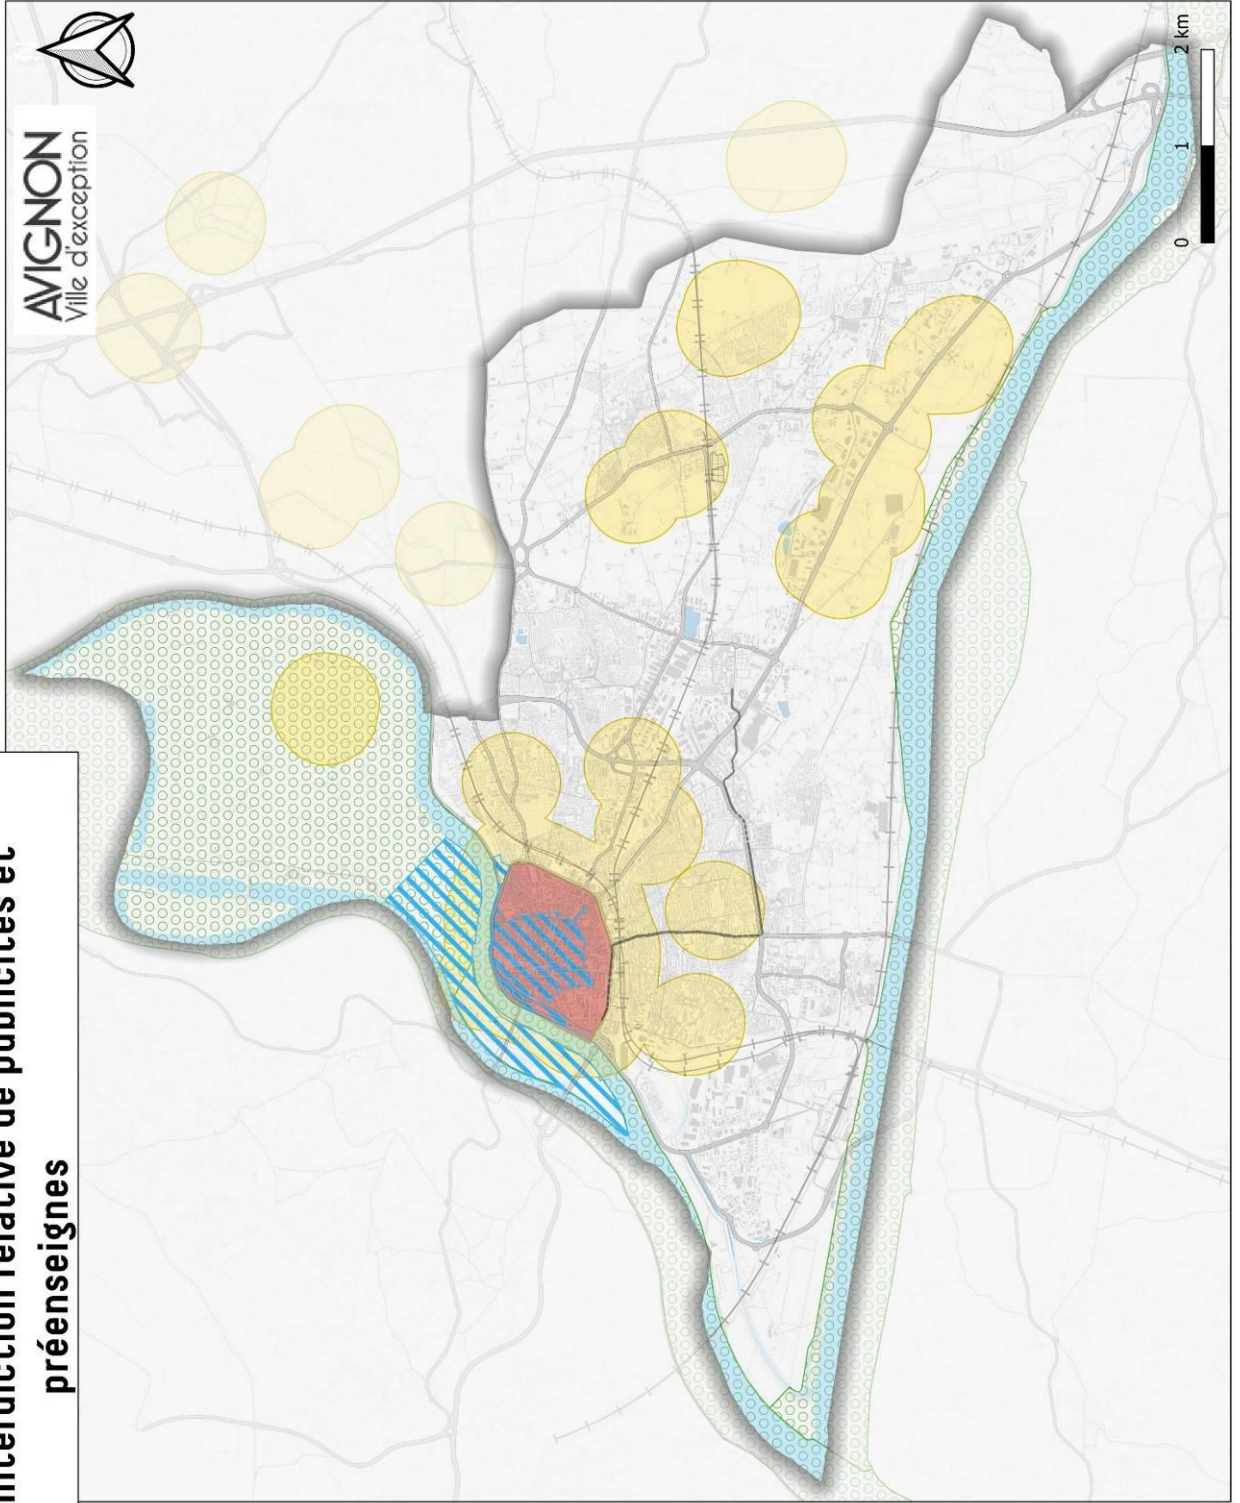 interdiction relative de publicités et
préenseignes
AVIGNON
Ville d'exception
0 1 2 km